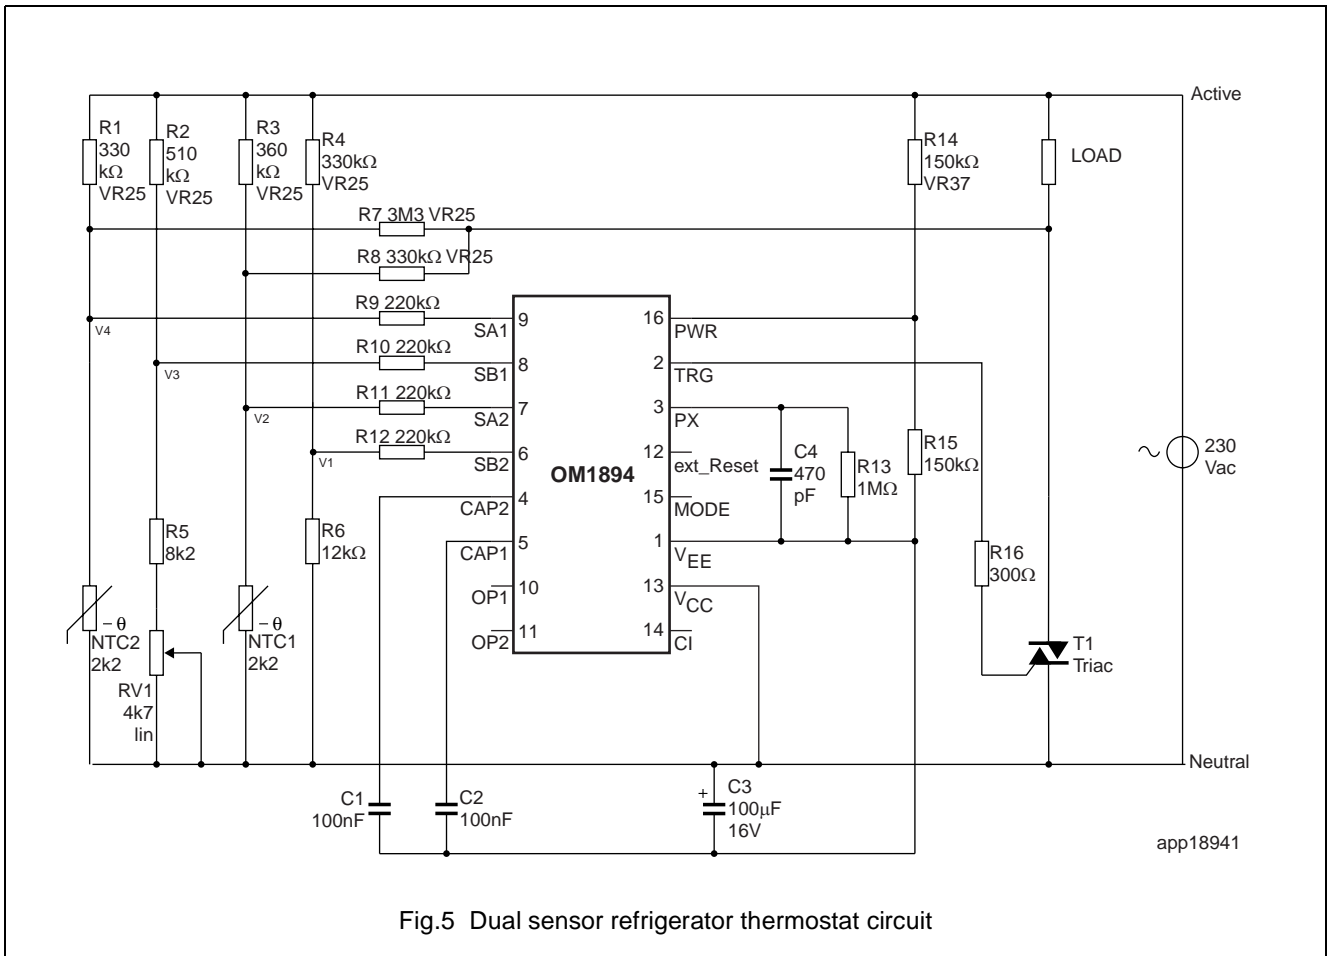 Active
R1
330
kΩ
VR25
R2
510
kΩ
VR25
R3
360
kΩ
VR25
R4
330kΩ
VR25
R14
150kΩ
VR37
LOAD
R7 3M3 VR25
R8 330kΩ VR25
R9 220kΩ
R10 220kΩ
R11 220kΩ
R12 220kΩ
V4
V3
V2
V1
SA1
SB1
SA2
SB2
CAP2
CAP1
OP1
OP2
9
8
7
6
4
5
10
11
OM1894
16
2
3
12
15
1
13
14
PWR
TRG
PX
ext_Reset
MODE
VEE
VCC
CI
C4
470
pF
R13
1MΩ
R15
150kΩ
230
Vac
R5
8k2
R6
12kΩ
R16
300Ω
– θ
NTC2
2k2
– θ
NTC1
2k2
RV1
4k7
lin
T1
Triac
Neutral
C1
100nF
C2
100nF
+
C3
100µF
16V
app18941
Fig.5 Dual sensor refrigerator thermostat circuit